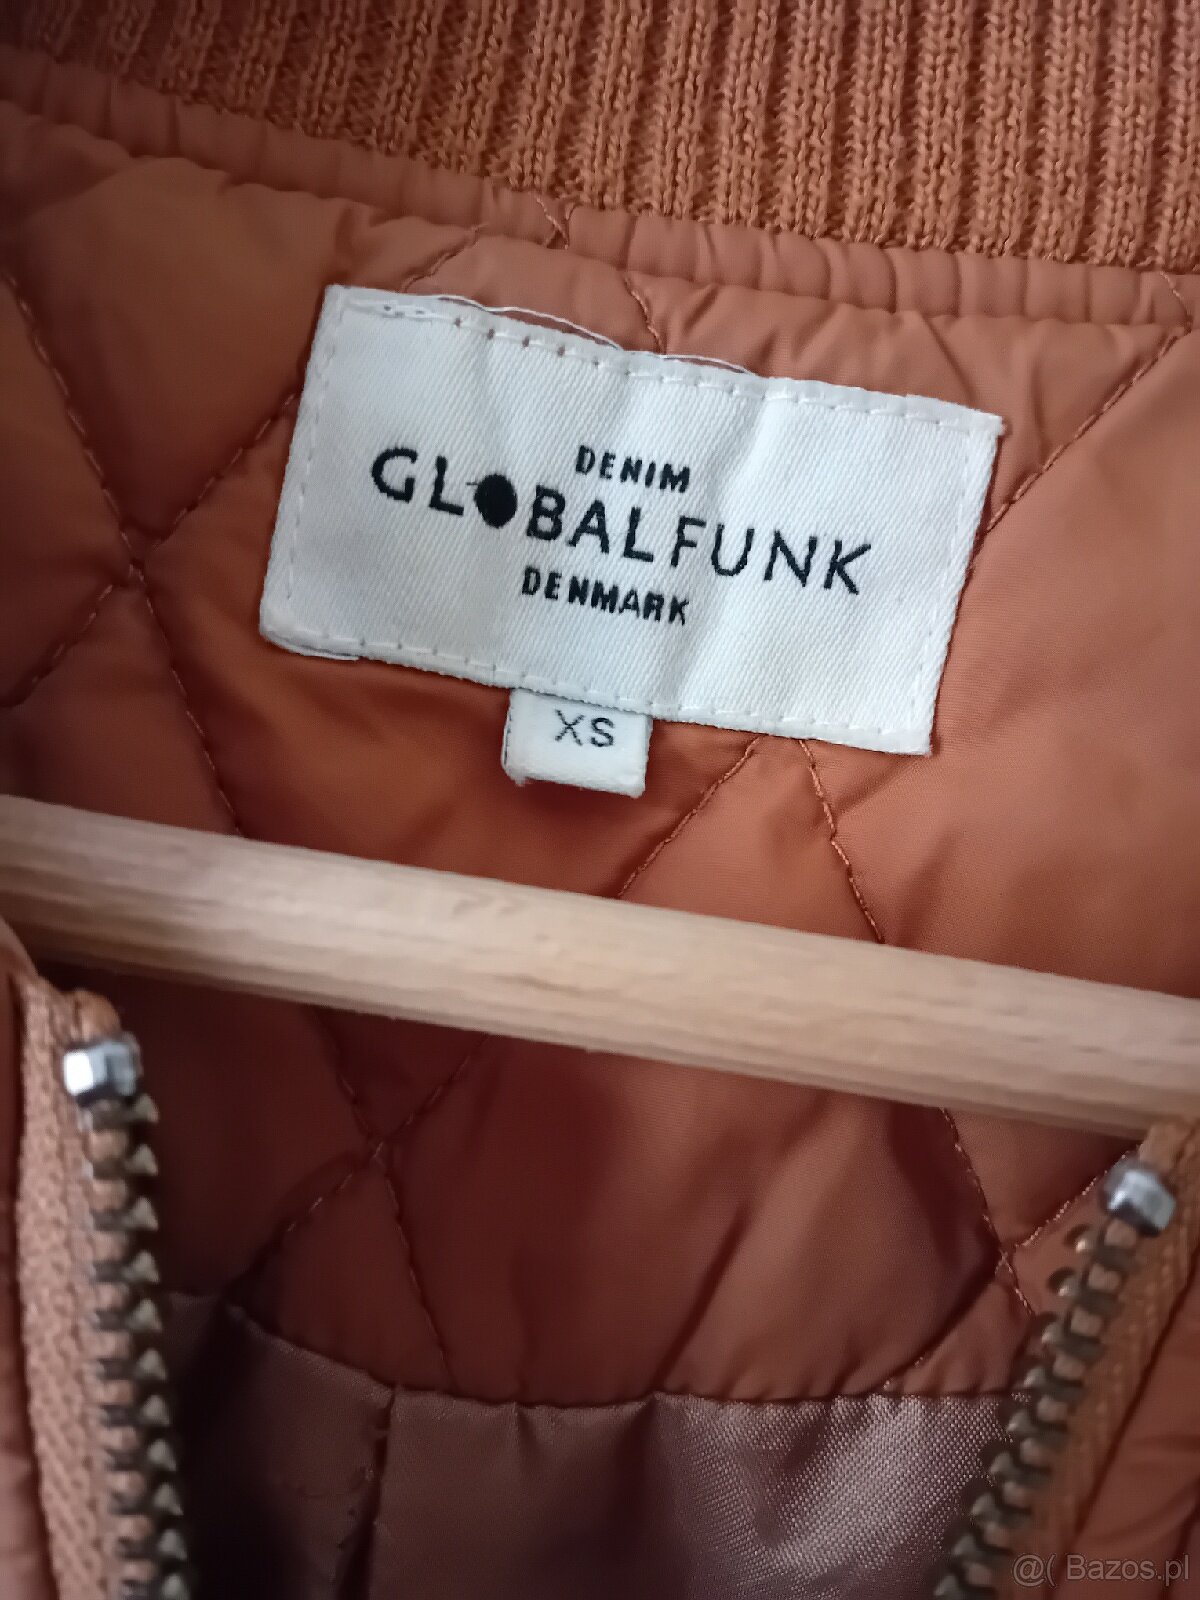 DENIM
GLOBALFUNK
DENMARK
XS
@( Bazos.pl